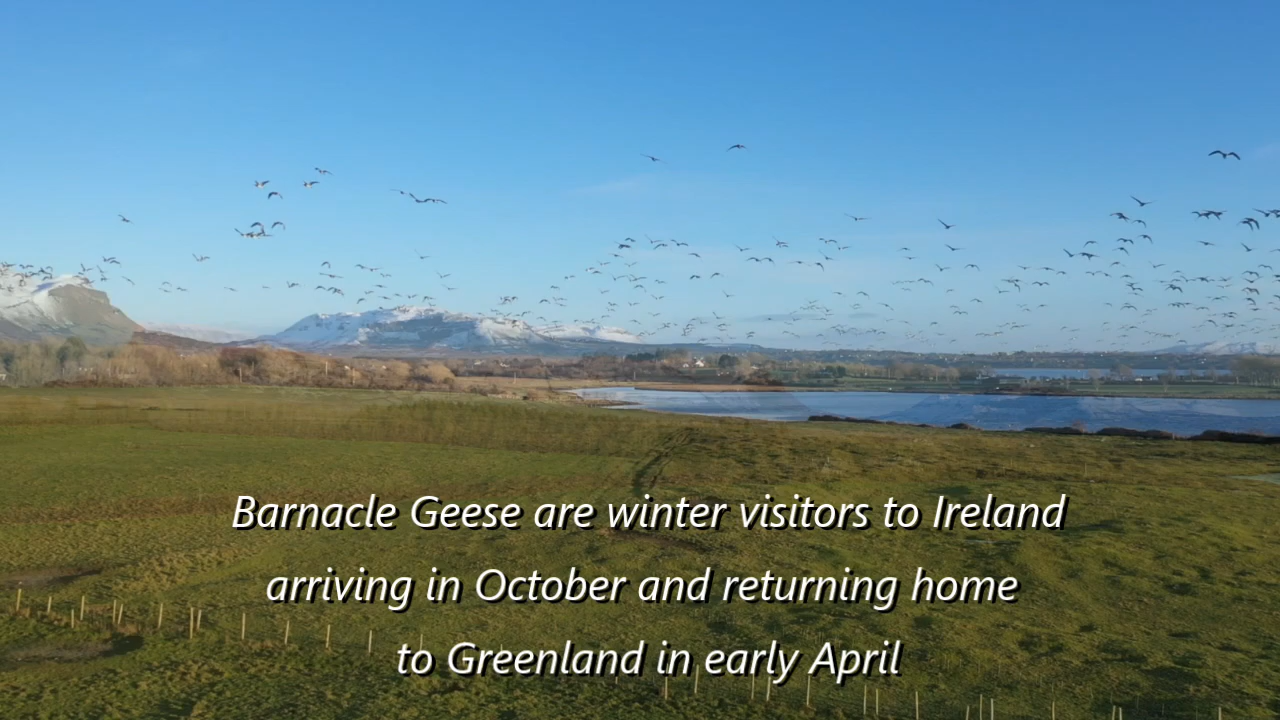 Barnacle Geese are winter visitors to Ireland
arriving in October and returning home
to Greenland in early April